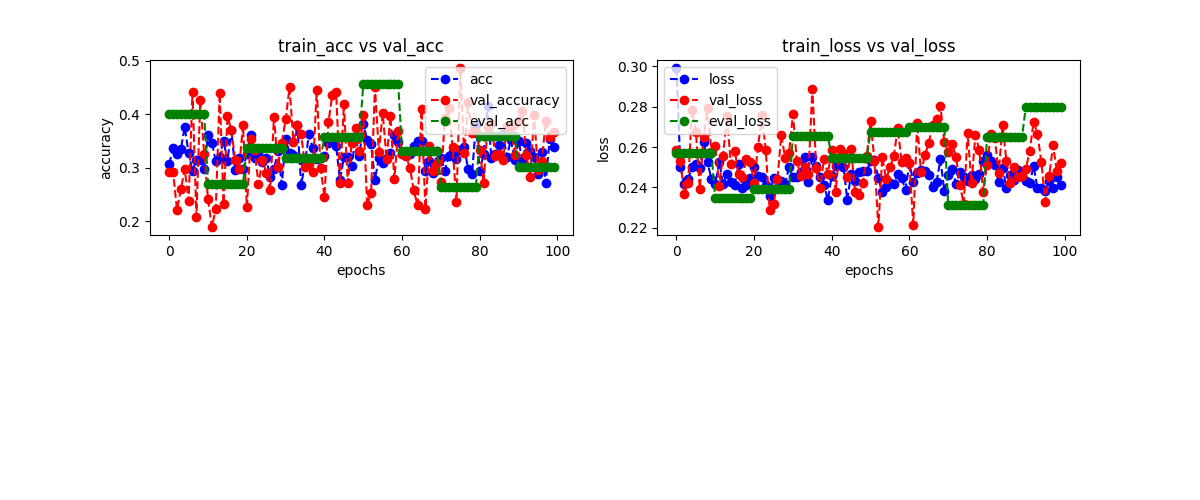 train_acc vs val_acc
0.5
0.4
0.3
0.2
accuracy
acc
val_accuracy
eval_acc
0
20
40
60
80
100
epochs
train_loss vs val_loss
0.30
0.28
0.26
0.24
0.22
loss
loss
val_loss
eval_loss
0
20
40
60
80
100
epochs